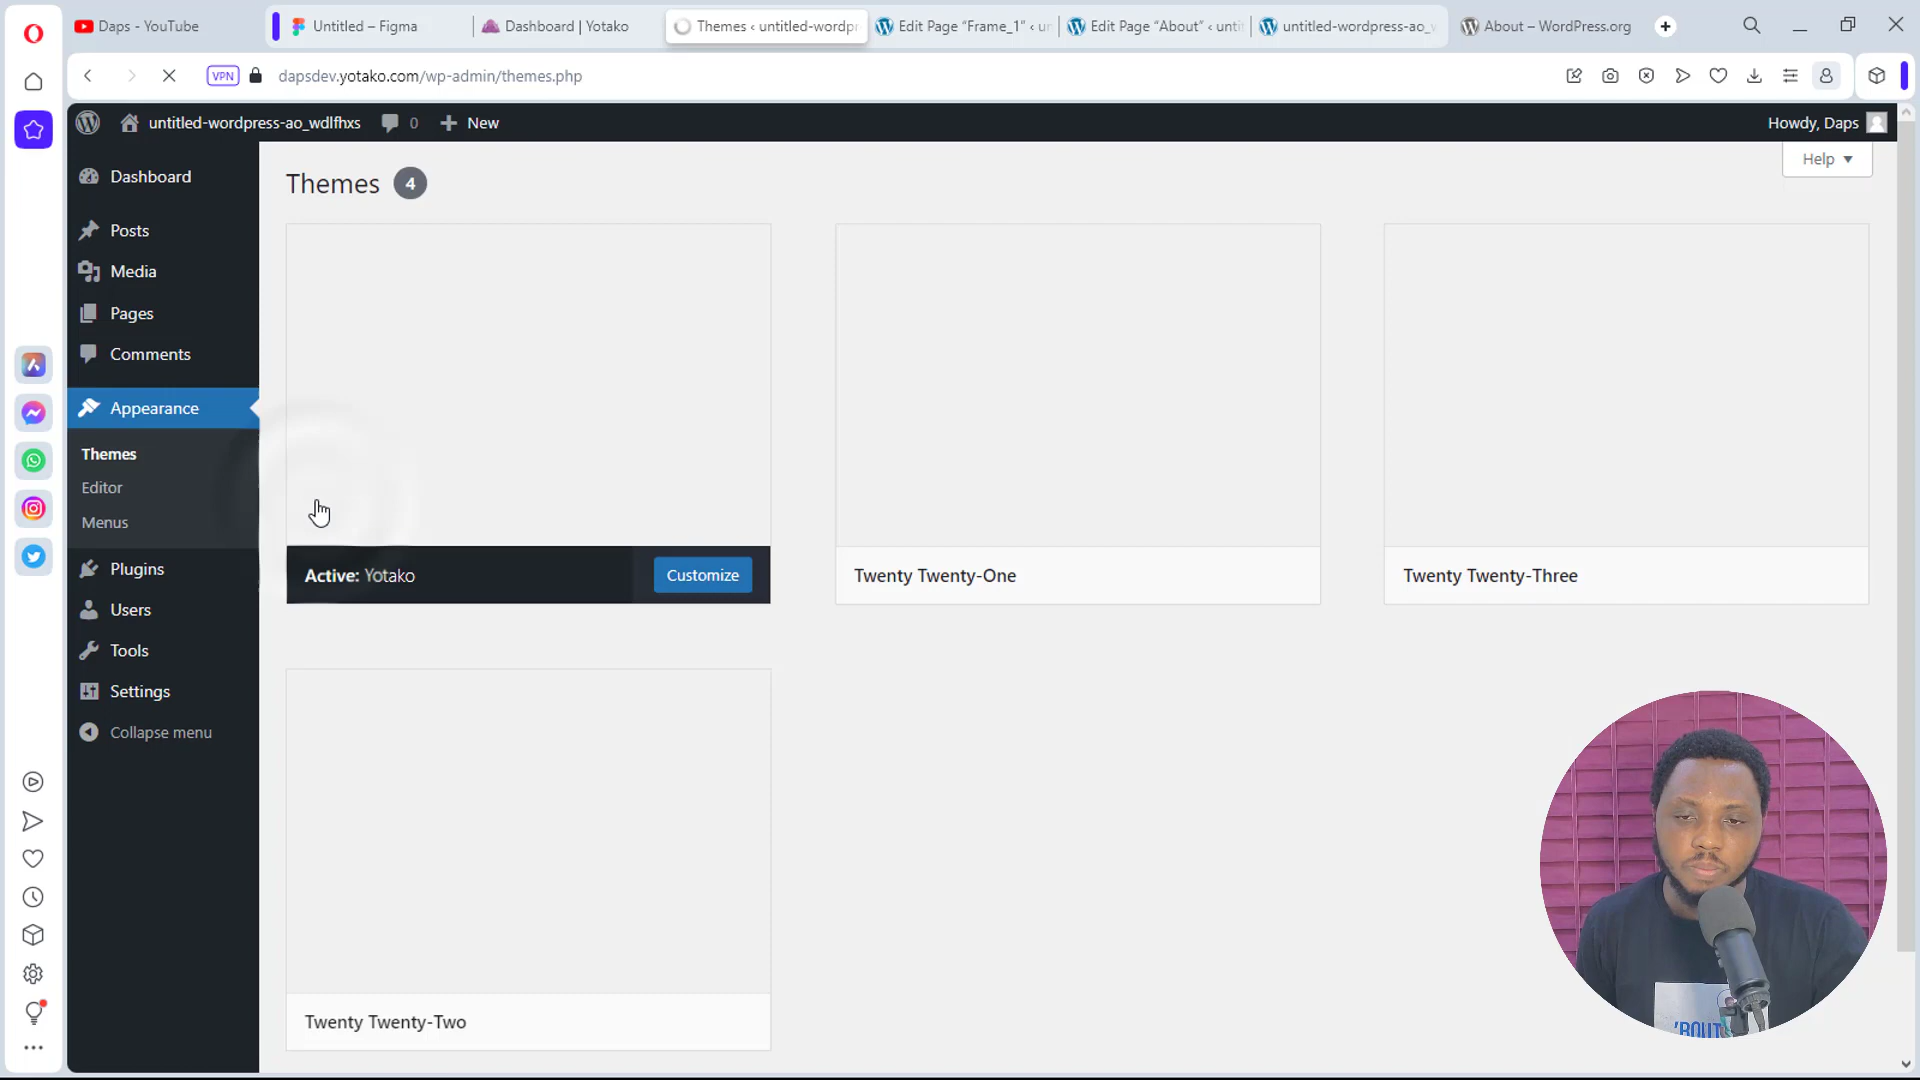 Daps - YouTube
Untitled – Figma
Dashboard | Yotako
Themes ‹ untitled-wordpr
Edit Page “Frame_1” ‹ un
Edit Page “About” ‹ unti
untitled-wordpress-ao_w
About – WordPress.org
VPN
dapsdev.yotako.com/wp-admin/themes.php
untitled-wordpress-ao_wdlfhxs
0
New
Howdy, Daps
Help
Dashboard
Posts
Media
Pages
Comments
Appearance
Themes
Editor
Menus
Plugins
Users
Tools
Settings
Collapse menu
Themes 4
Active: Yotako
Customize
Twenty Twenty-One
Twenty Twenty-Three
Twenty Twenty-Two